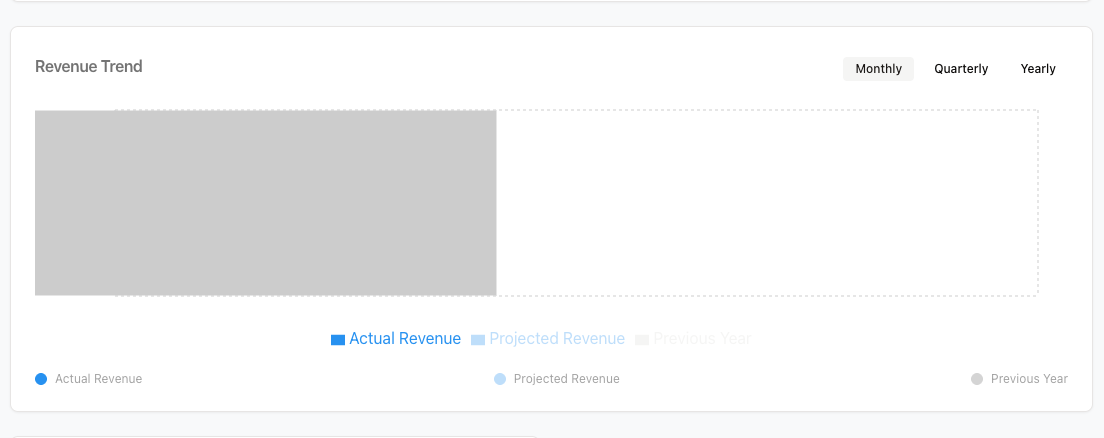 Revenue Trend
Monthly Quarterly Yearly
Actual Revenue Projected Revenue Previous Year
Actual Revenue Projected Revenue Previous Year